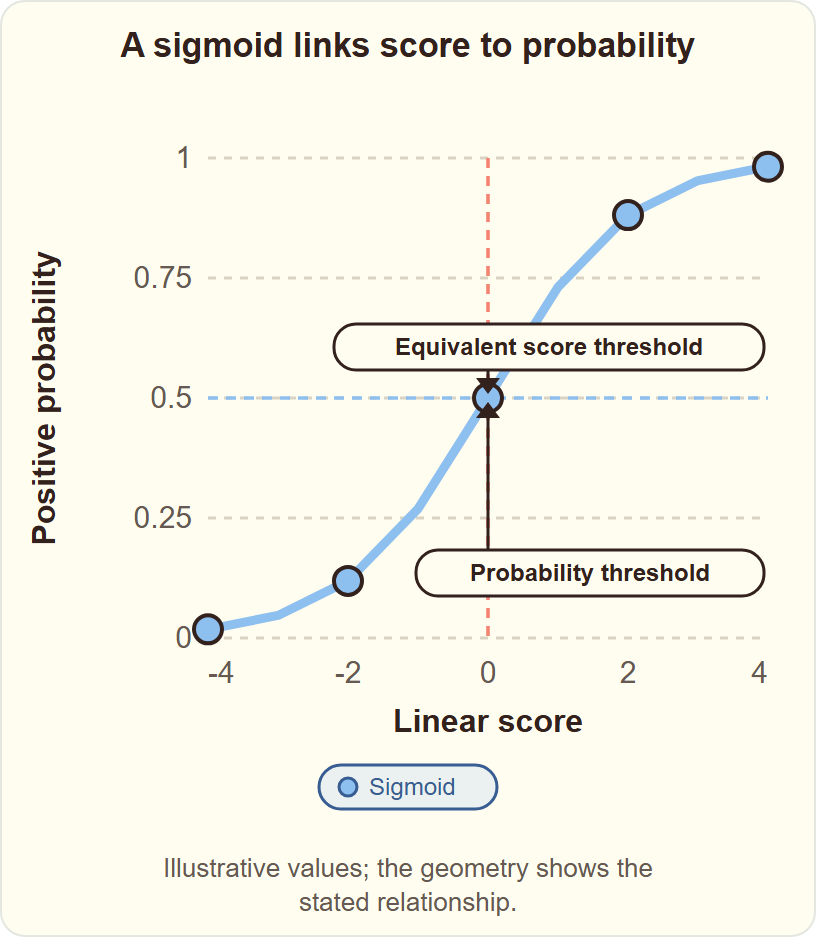 A sigmoid links score to probability
Positive probability
1
0.75
0.5
0.25
0
Equivalent score threshold
Probability threshold
-4
-2
0
2
4
Linear score
Sigmoid
Illustrative values; the geometry shows the
stated relationship.